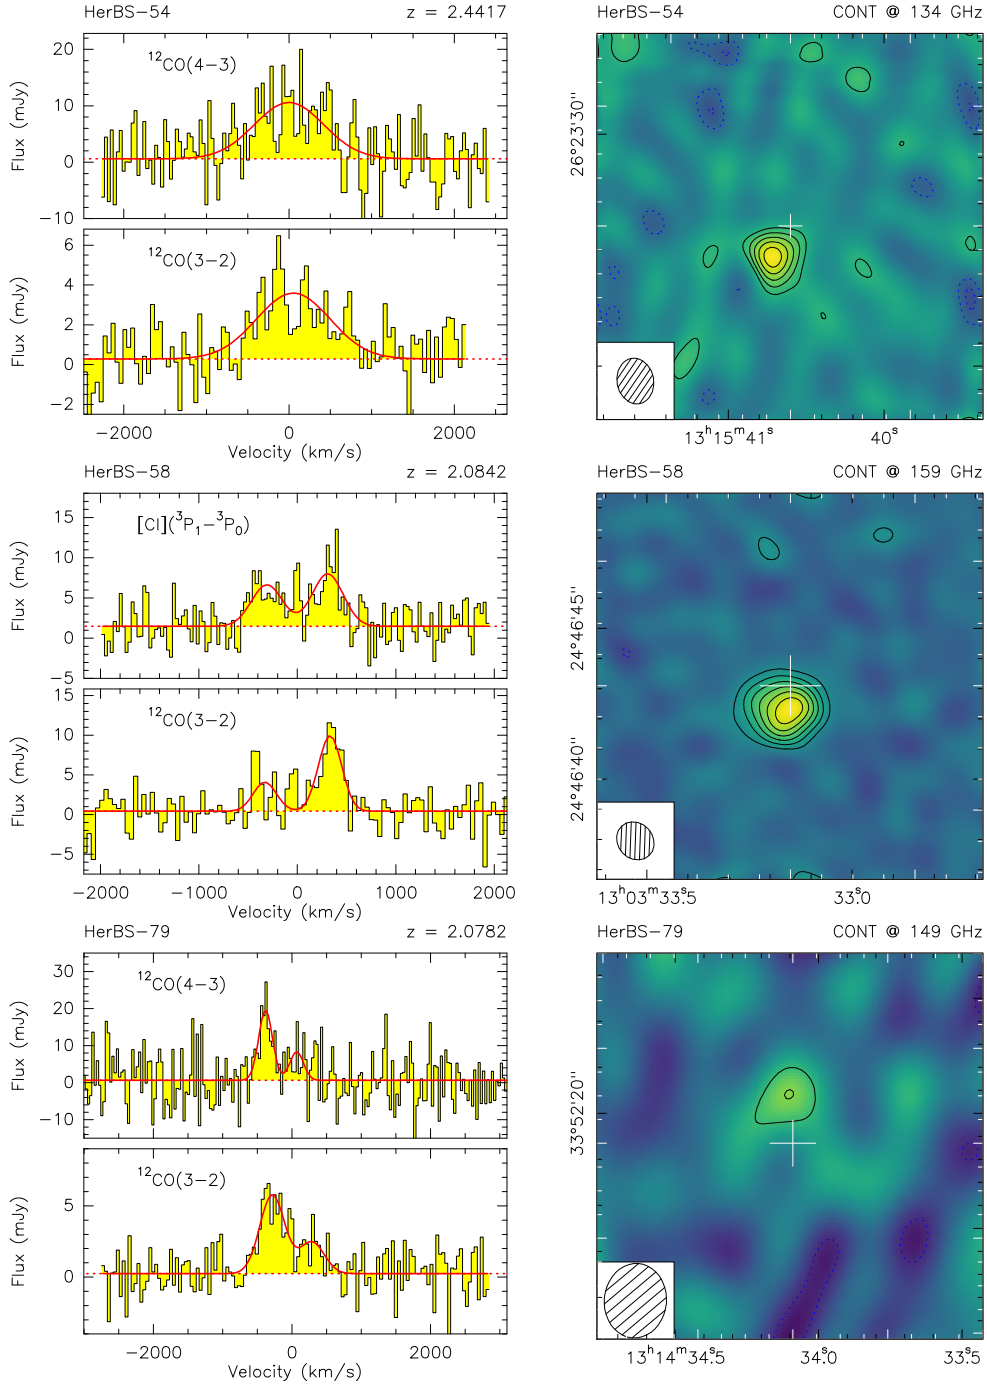 HerBS−54 z = 2.4417
¹²CO(4−3)
20
10
0
−10
Flux (mJy)
¹²CO(3−2)
6
4
2
0
−2
Flux (mJy)
−2000 0 2000
Velocity (km/s)
HerBS−54 CONT @ 134 GHz
26°23'30"
13ʰ15ᵐ41ˢ 40ˢ
HerBS−58 z = 2.0842
[CI](³P₁−³P₀)
15
10
5
0
−5
Flux (mJy)
¹²CO(3−2)
15
10
5
0
−5
Flux (mJy)
−2000 −1000 0 1000 2000
Velocity (km/s)
HerBS−58 CONT @ 159 GHz
24°46'45"
24°46'40"
13ʰ03ᵐ33ˢ.5 33ˢ.0
HerBS−79 z = 2.0782
¹²CO(4−3)
30
20
10
0
−10
Flux (mJy)
¹²CO(3−2)
5
0
Flux (mJy)
−2000 0 2000
Velocity (km/s)
HerBS−79 CONT @ 149 GHz
33°52'20"
13ʰ14ᵐ34ˢ.5 34ˢ.0 33ˢ.5